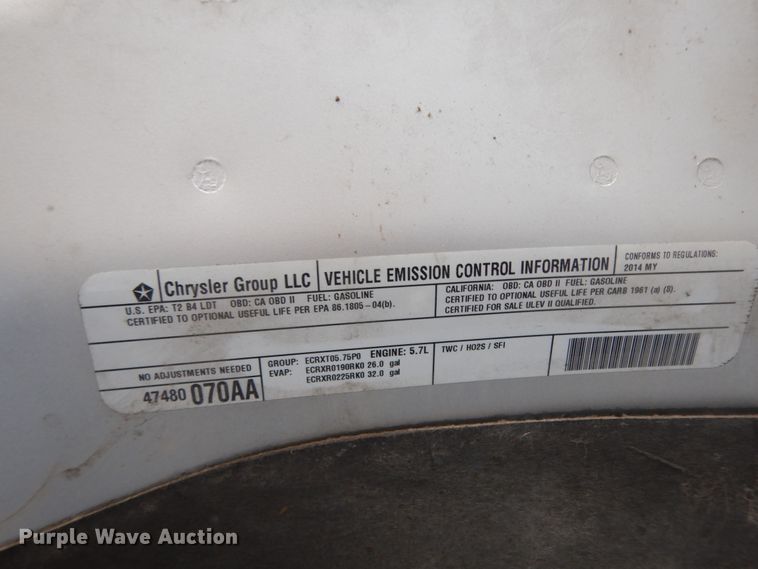 Chrysler Group LLC
VEHICLE EMISSION CONTROL INFORMATION
CONFORMS TO REGULATIONS:
2014 MY
U.S. EPA: T2 B4 LDT OBD: CA OBD II FUEL: GASOLINE
CERTIFIED TO OPTIONAL USEFUL LIFE PER EPA 86.1805-04(b).
CALIFORNIA: OBD: CA OBD II FUEL: GASOLINE
CERTIFIED TO OPTIONAL USEFUL LIFE PER CARB 1961 (a) (8).
CERTIFIED FOR SALE ULEV II QUALIFIED.
NO ADJUSTMENTS NEEDED
47480 070AA
GROUP: ECRXT05.75P0 ENGINE: 5.7L
EVAP: ECRXR0190RK0 26.0 gal
ECRXR0225RK0 32.0 gal
TWC / HO2S / SFI
Purple Wave Auction